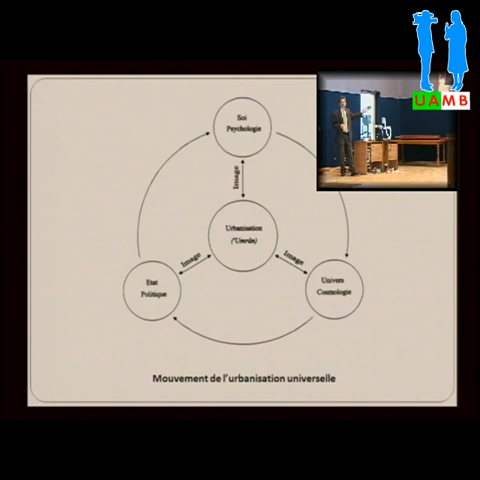 UAMB
Soi
Psychologie
Image
Urbanisation
('Umrân)
Image
Image
Etat
Politique
Univers
Cosmologie
Mouvement de l'urbanisation universelle